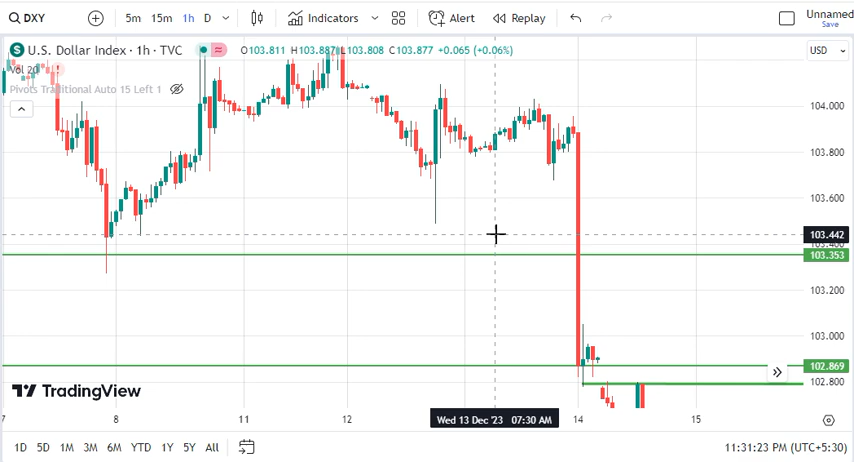 DXY
5m 15m 1h D
Indicators
Alert
Replay
Unnamed
Save
U.S. Dollar Index · 1h · TVC
O103.811 H103.887 L103.808 C103.877 +0.065 (+0.06%)
USD
Vol 20
Pivots Traditional Auto 15 Left 1
104.000
103.800
103.600
103.442
103.400
103.353
103.200
103.000
102.869
102.800
TradingView
7 8 11 12 Wed 13 Dec '23 07:30 AM 14 15
1D 5D 1M 3M 6M YTD 1Y 5Y All
11:31:23 PM (UTC+5:30)